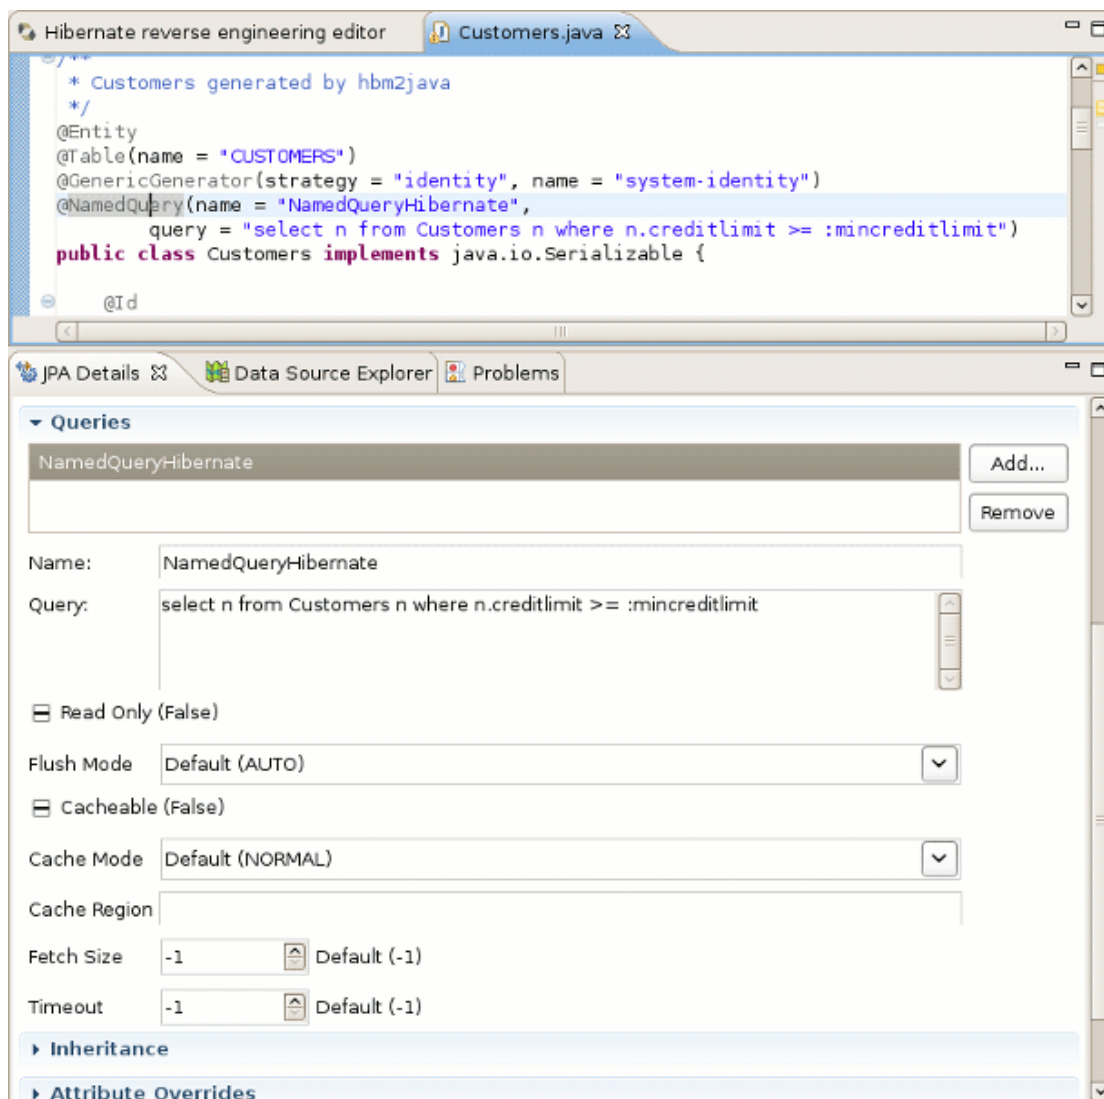 Hibernate reverse engineering editor
Customers.java
/**
* Customers generated by hbm2java
*/
@Entity
@Table(name = "CUSTOMERS")
@GenericGenerator(strategy = "identity", name = "system-identity")
@NamedQuery(name = "NamedQueryHibernate",
query = "select n from Customers n where n.creditlimit >= :mincreditlimit")
public class Customers implements java.io.Serializable {
@Id
JPA Details
Data Source Explorer
Problems
Queries
NamedQueryHibernate
Add...
Remove
Name: NamedQueryHibernate
Query: select n from Customers n where n.creditlimit >= :mincreditlimit
Read Only (False)
Flush Mode Default (AUTO)
Cacheable (False)
Cache Mode Default (NORMAL)
Cache Region
Fetch Size -1 Default (-1)
Timeout -1 Default (-1)
Inheritance
Attribute Overrides